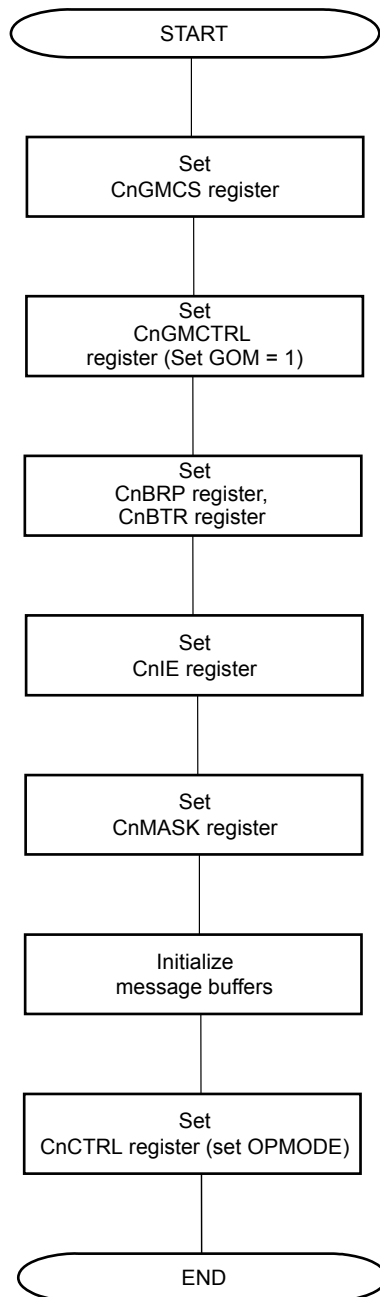 START
Set
CnGMCS register
Set
CnGMCTRL
register (Set GOM = 1)
Set
CnBRP register,
CnBTR register
Set
CnIE register
Set
CnMASK register
Initialize
message buffers
Set
CnCTRL register (set OPMODE)
END